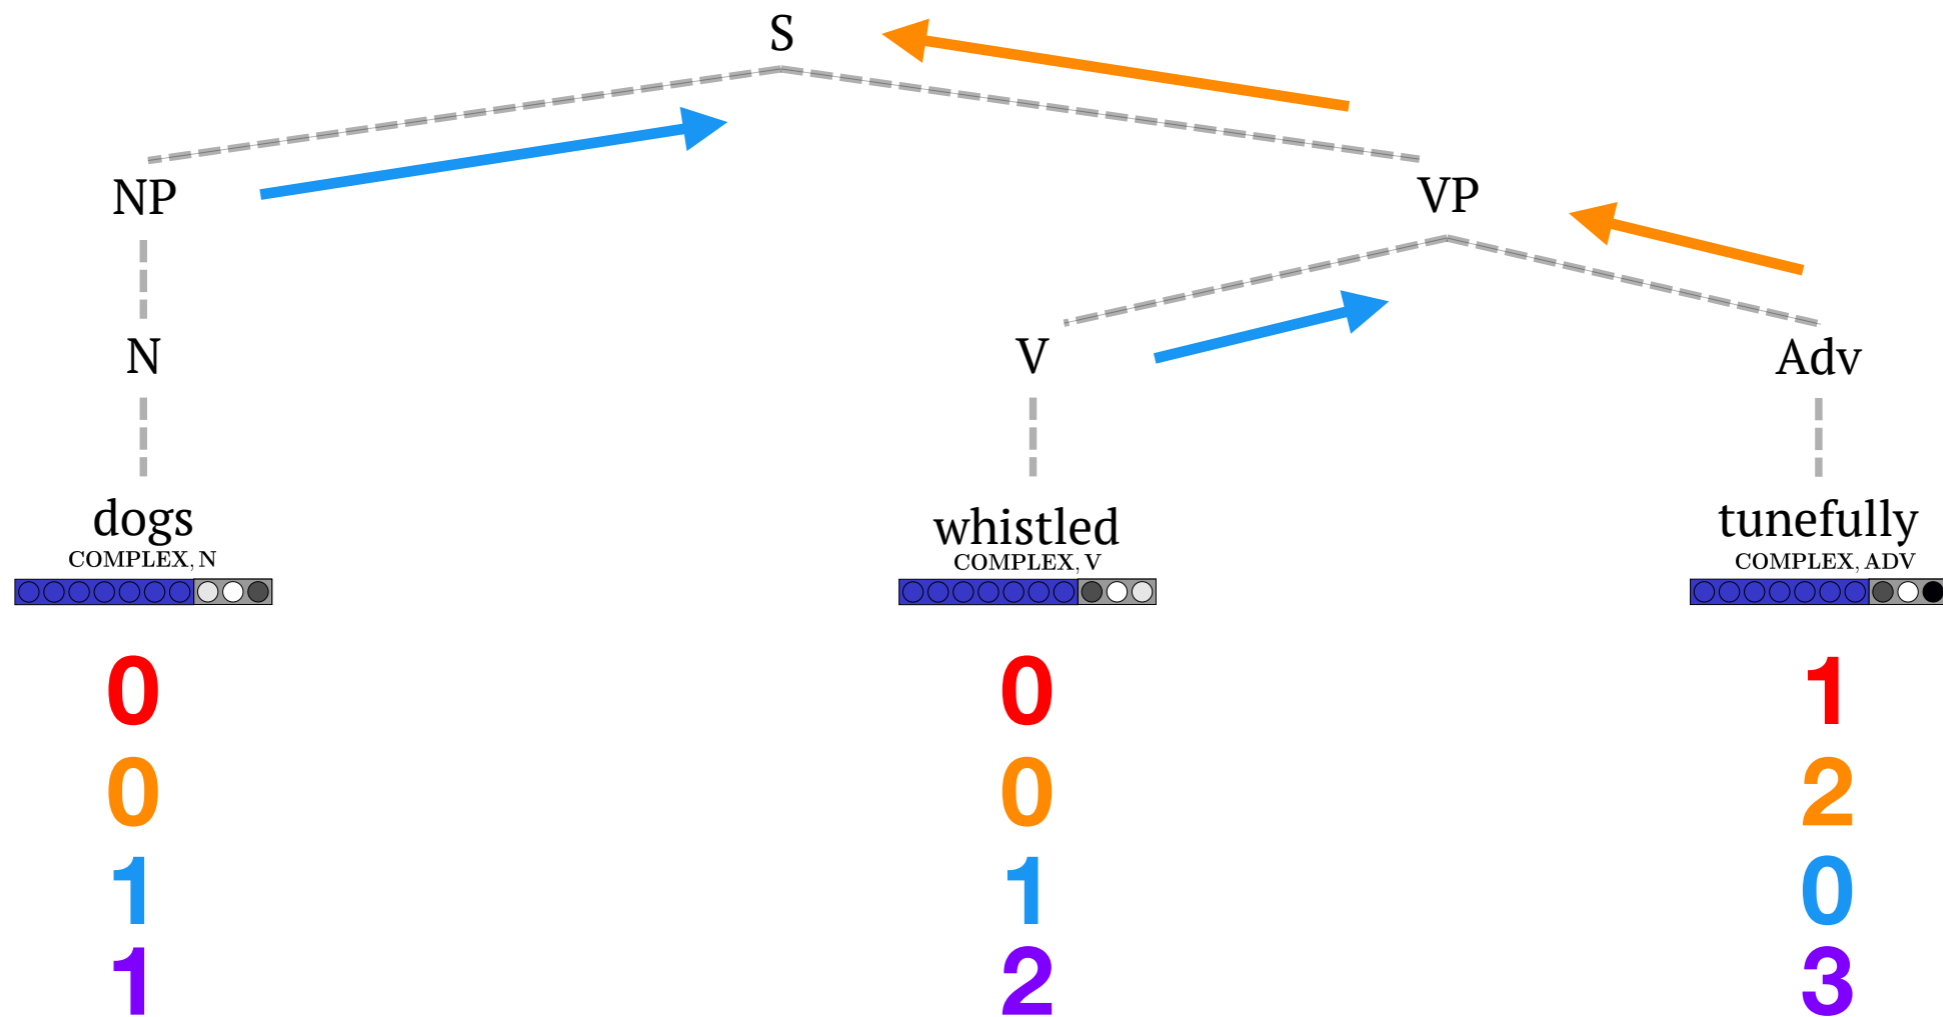 S
NP VP
N V Adv
dogs whistled tunefully
COMPLEX, N COMPLEX, V COMPLEX, ADV
0 0 1
0 0 2
1 1 0
1 2 3